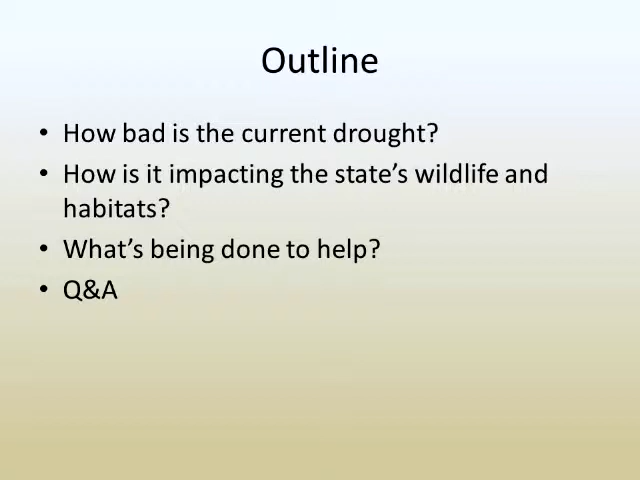 Outline
• How bad is the current drought?
• How is it impacting the state’s wildlife and
habitats?
• What’s being done to help?
• Q&A